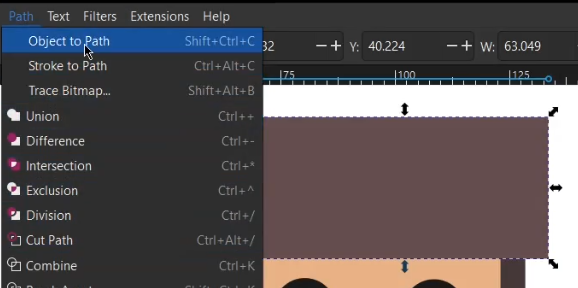 Path Text Filters Extensions Help
Object to Path Shift+Ctrl+C
32 Y: 40.224 W: 63.049
Stroke to Path Ctrl+Alt+C
75 100 125
Trace Bitmap... Shift+Alt+B
Union Ctrl++
Difference Ctrl+-
Intersection Ctrl+*
Exclusion Ctrl+^
Division Ctrl+/
Cut Path Ctrl+Alt+/
Combine Ctrl+K